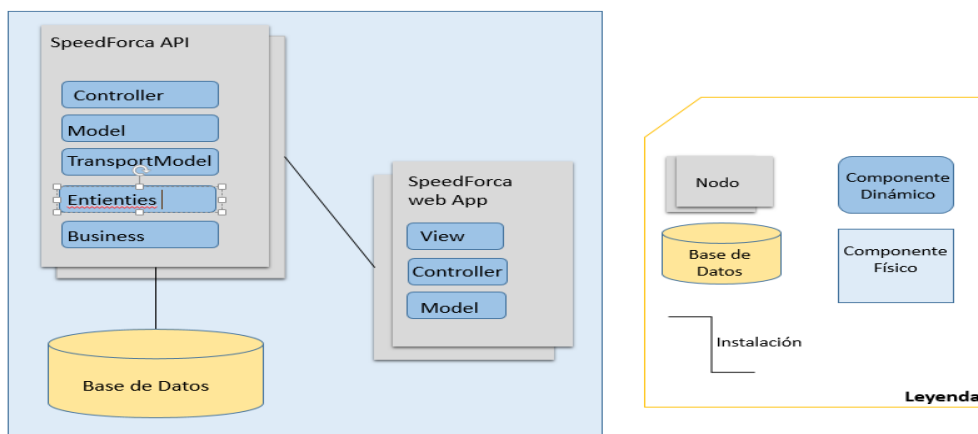 SpeedForca API
Controller
Model
TransportModel
Entienties
Business
Base de Datos
SpeedForca
web App
View
Controller
Model
Nodo
Componente
Dinámico
Base de
Datos
Componente
Físico
Instalación
Leyenda